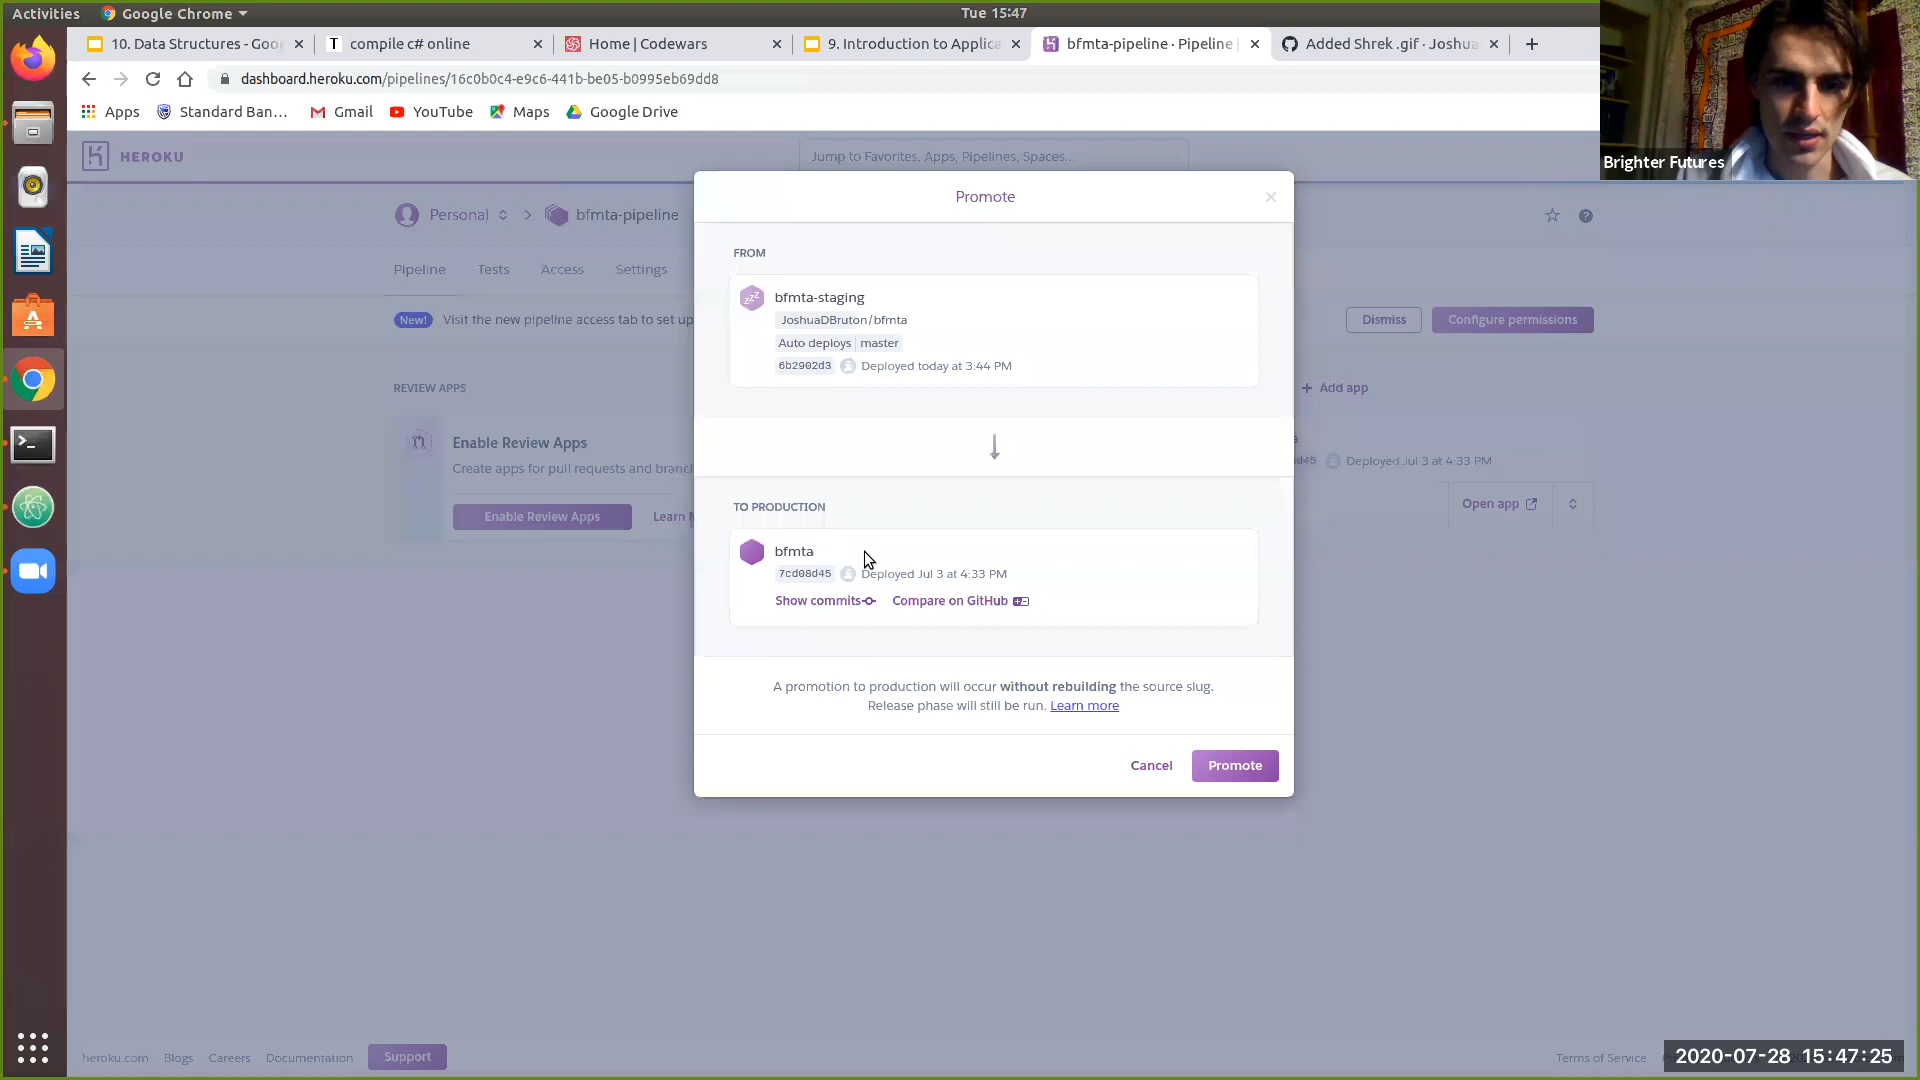 Activities
Google Chrome
Tue 15:47
10. Data Structures - Goo
compile c# online
Home | Codewars
9. Introduction to Applica
bfmta-pipeline · Pipeline
Added Shrek .gif · Joshua
dashboard.heroku.com/pipelines/16c0b0c4-e9c6-441b-be05-b0995eb69dd8
Apps
Standard Ban...
Gmail
YouTube
Maps
Google Drive
Brighter Futures
HEROKU
Jump to Favorites, Apps, Pipelines, Spaces...
Personal
bfmta-pipeline
Pipeline
Tests
Access
Settings
New!
Visit the new pipeline access tab to set up
Dismiss
Configure permissions
REVIEW APPS
Add app
Enable Review Apps
Create apps for pull requests and branc
Enable Review Apps
Learn M
Deployed Jul 3 at 4:33 PM
Open app
Promote
FROM
bfmta-staging
JoshuaDBruton/bfmta
Auto deploys
master
6b2902d3
Deployed today at 3:44 PM
TO PRODUCTION
bfmta
7cd08d45
Deployed Jul 3 at 4:33 PM
Show commits
Compare on GitHub
A promotion to production will occur without rebuilding the source slug.
Release phase will still be run. Learn more
Cancel
Promote
heroku.com
Blogs
Careers
Documentation
Support
Terms of Service
2020-07-28 15:47:25